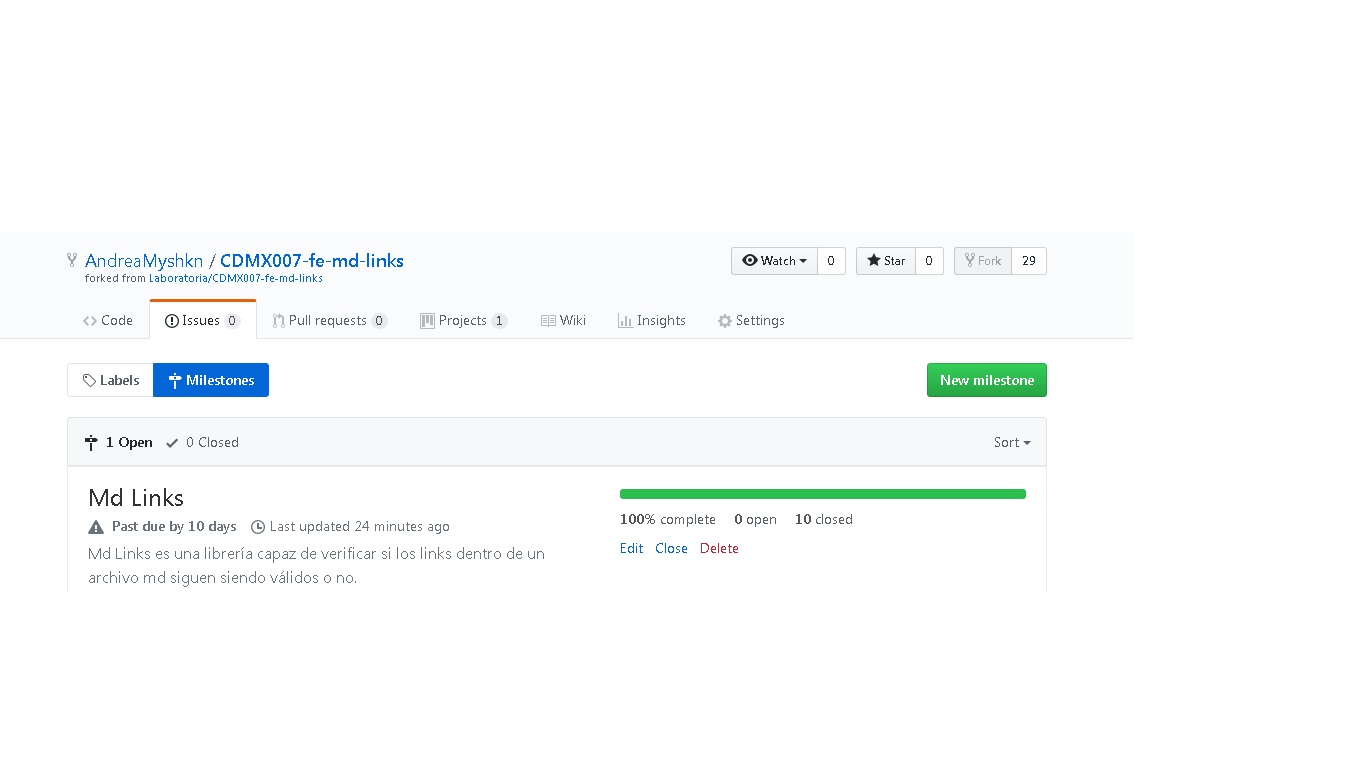 AndreaMyshkn / CDMX007-fe-md-links
forked from Laboratoria/CDMX007-fe-md-links
Watch 0 Star 0 Fork 29
Code Issues 0 Pull requests 0 Projects 1 Wiki Insights Settings
Labels Milestones New milestone
1 Open 0 Closed Sort
Md Links
Past due by 10 days Last updated 24 minutes ago
Md Links es una librería capaz de verificar si los links dentro de un
archivo md siguen siendo válidos o no.
100% complete 0 open 10 closed
Edit Close Delete